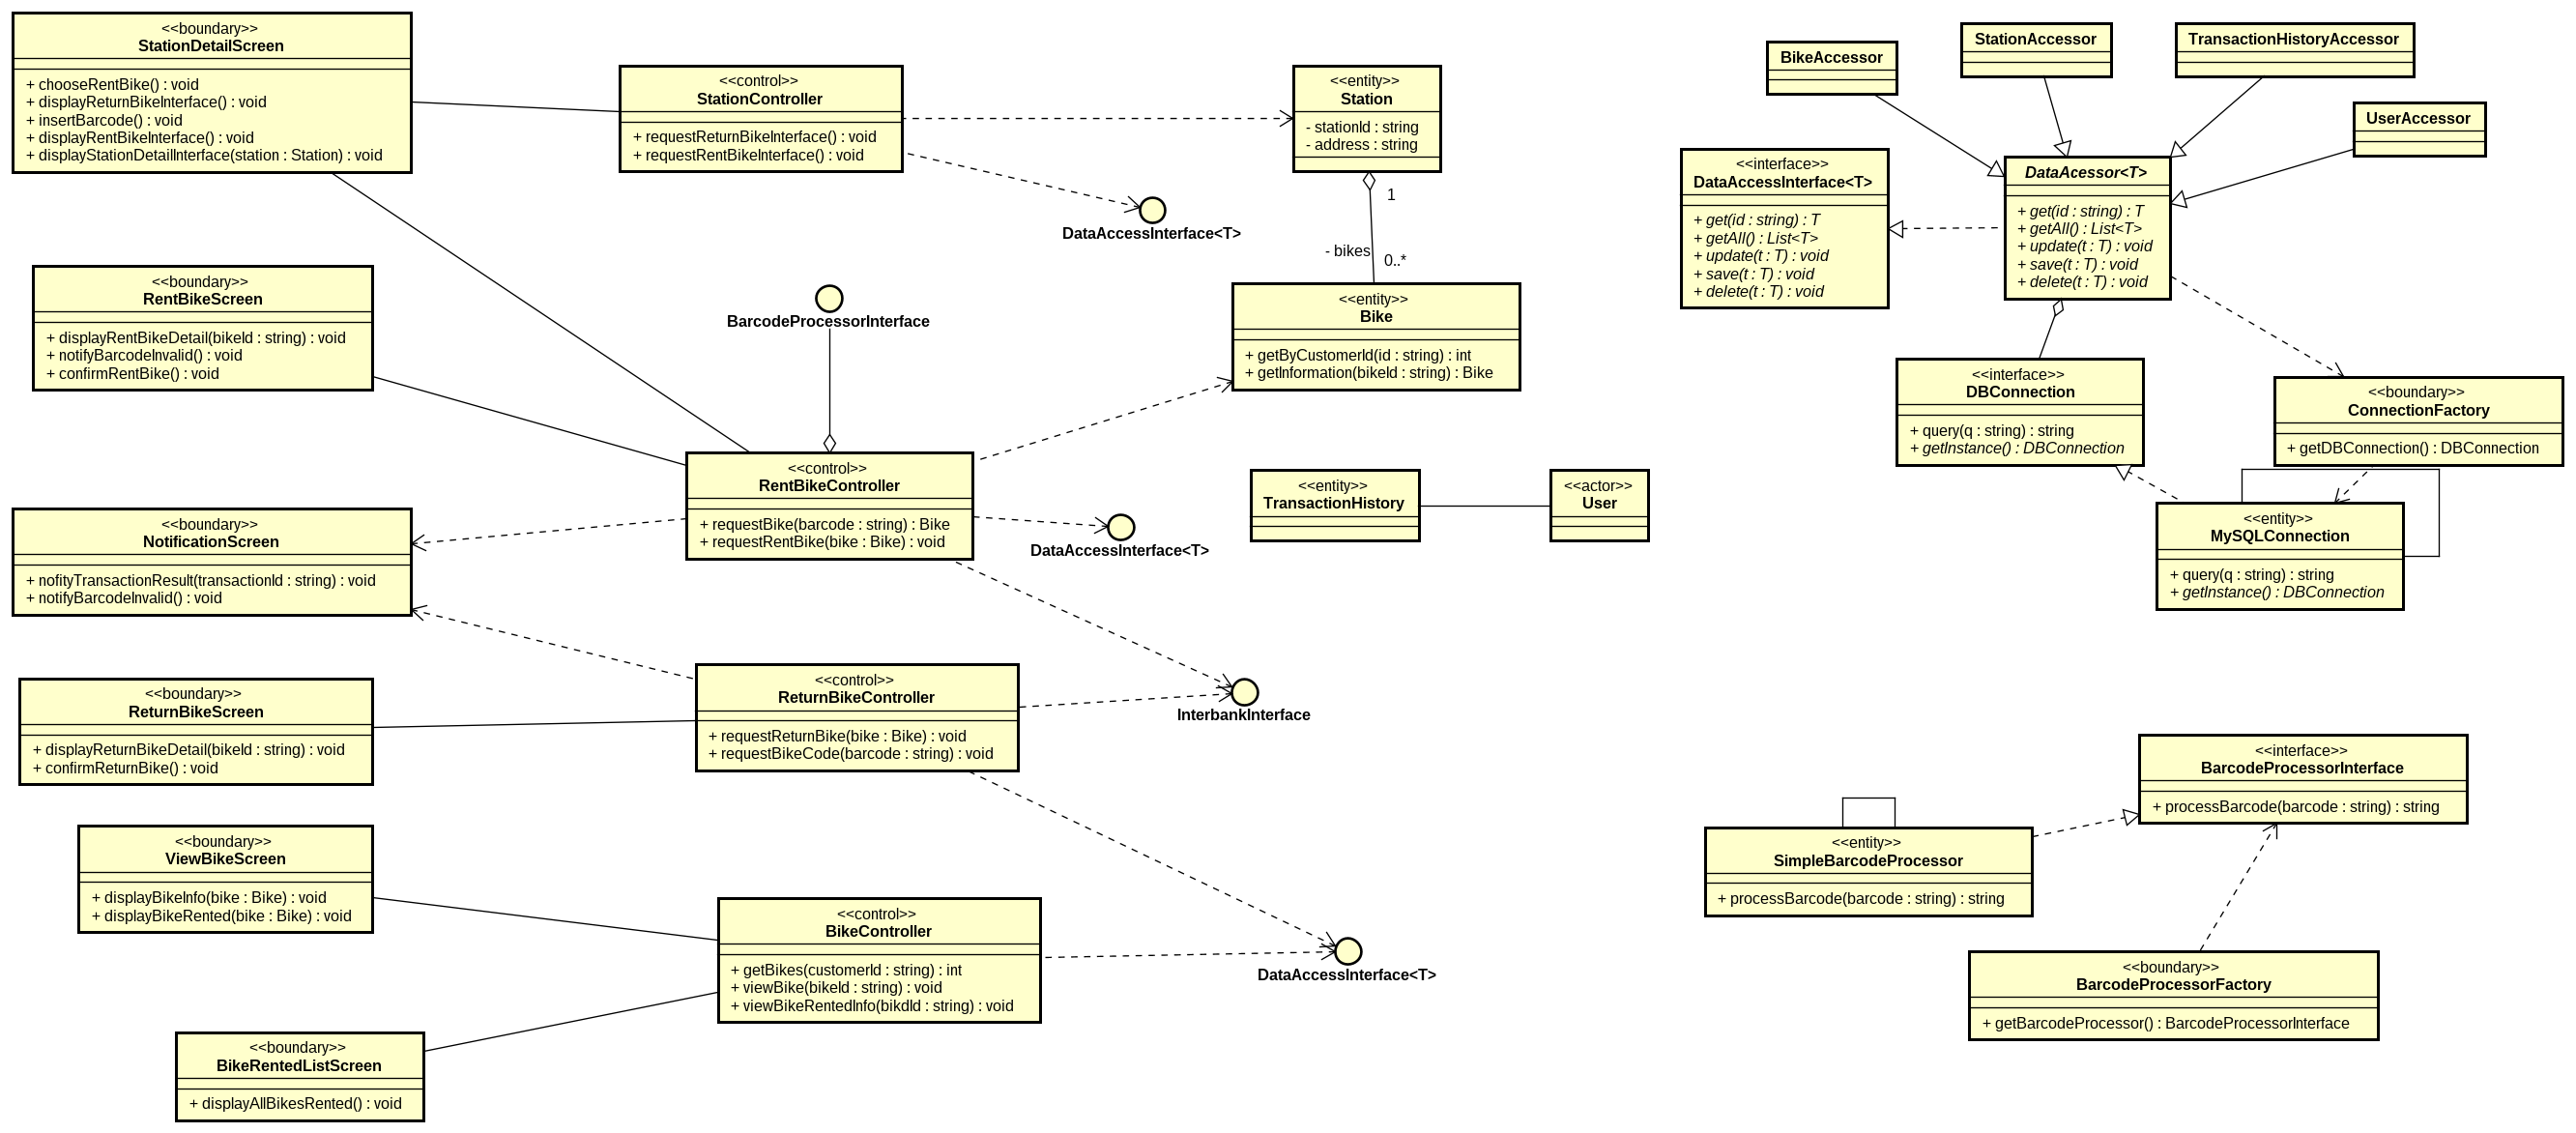 <<boundary>>
StationDetailScreen
+ chooseRentBike() : void
+ displayReturnBikeInterface() : void
+ insertBarcode() : void
+ displayRentBikeInterface() : void
+ displayStationDetailInterface(station : Station) : void
<<control>>
StationController
+ requestReturnBikeInterface() : void
+ requestRentBikeInterface() : void
<<entity>>
Station
- stationId : string
- address : string
1
- bikes
0..*
DataAccessInterface<T>
<<boundary>>
RentBikeScreen
+ displayRentBikeDetail(bikeId : string) : void
+ notifyBarcodeInvalid() : void
+ confirmRentBike() : void
BarcodeProcessorInterface
<<entity>>
Bike
+ getByCustomerId(id : string) : int
+ getInformation(bikeId : string) : Bike
<<control>>
RentBikeController
+ requestBike(barcode : string) : Bike
+ requestRentBike(bike : Bike) : void
<<entity>>
TransactionHistory
<<actor>>
User
<<boundary>>
NotificationScreen
+ nofityTransactionResult(transactionId : string) : void
+ notifyBarcodeInvalid() : void
DataAccessInterface<T>
<<boundary>>
ReturnBikeScreen
+ displayReturnBikeDetail(bikeId : string) : void
+ confirmReturnBike() : void
<<control>>
ReturnBikeController
+ requestReturnBike(bike : Bike) : void
+ requestBikeCode(barcode : string) : void
InterbankInterface
<<boundary>>
ViewBikeScreen
+ displayBikeInfo(bike : Bike) : void
+ displayBikeRented(bike : Bike) : void
<<control>>
BikeController
+ getBikes(customerId : string) : int
+ viewBike(bikeId : string) : void
+ viewBikeRentedInfo(bikdId : string) : void
DataAccessInterface<T>
<<boundary>>
BikeRentedListScreen
+ displayAllBikesRented() : void
BikeAccessor
StationAccessor
TransactionHistoryAccessor
UserAccessor
<<interface>>
DataAccessInterface<T>
+ get(id : string) : T
+ getAll() : List<T>
+ update(t : T) : void
+ save(t : T) : void
+ delete(t : T) : void
DataAcessor<T>
+ get(id : string) : T
+ getAll() : List<T>
+ update(t : T) : void
+ save(t : T) : void
+ delete(t : T) : void
<<interface>>
DBConnection
+ query(q : string) : string
+ getInstance() : DBConnection
<<boundary>>
ConnectionFactory
+ getDBConnection() : DBConnection
<<entity>>
MySQLConnection
+ query(q : string) : string
+ getInstance() : DBConnection
<<interface>>
BarcodeProcessorInterface
+ processBarcode(barcode : string) : string
<<entity>>
SimpleBarcodeProcessor
+ processBarcode(barcode : string) : string
<<boundary>>
BarcodeProcessorFactory
+ getBarcodeProcessor() : BarcodeProcessorInterface